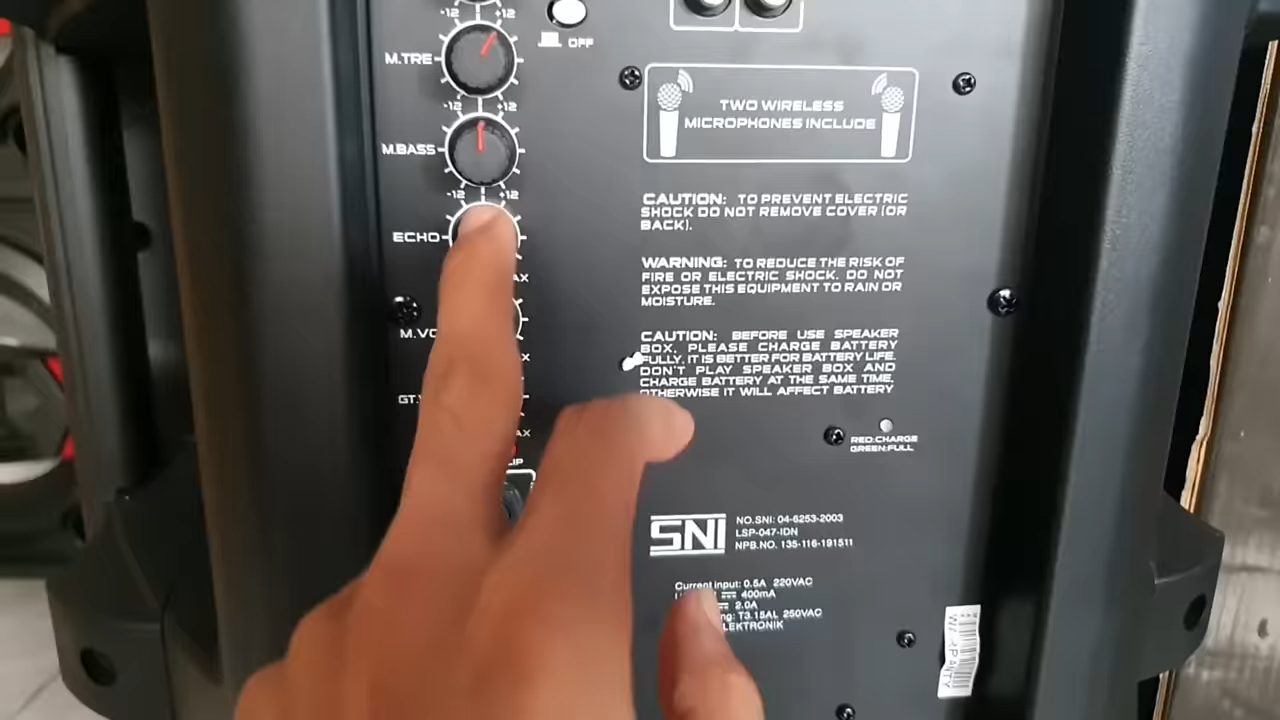 -12 +12
OFF
M.TRE
-12 +12
M.BASS
-12 +12
ECHO
TWO WIRELESS
MICROPHONES INCLUDE
CAUTION: TO PREVENT ELECTRIC
SHOCK DO NOT REMOVE COVER (OR
BACK).
WARNING: TO REDUCE THE RISK OF
FIRE OR ELECTRIC SHOCK. DO NOT
EXPOSE THIS EQUIPMENT TO RAIN OR
MOISTURE.
CAUTION: BEFORE USE SPEAKER
BOX, PLEASE CHARGE BATTERY
FULLY. IT IS BETTER FOR BATTERY LIFE.
DON'T PLAY SPEAKER BOX AND
CHARGE BATTERY AT THE SAME TIME,
OTHERWISE IT WILL AFFECT BATTERY
RED:CHARGE
GREEN:FULL
SNI
NO.SNI: 04-6253-2003
LSP-047-IDN
NPB.NO. 135-116-191511
Current input: 0.5A 220VAC
400mA
2.0A
T3.15AL 250VAC
WARRANTY